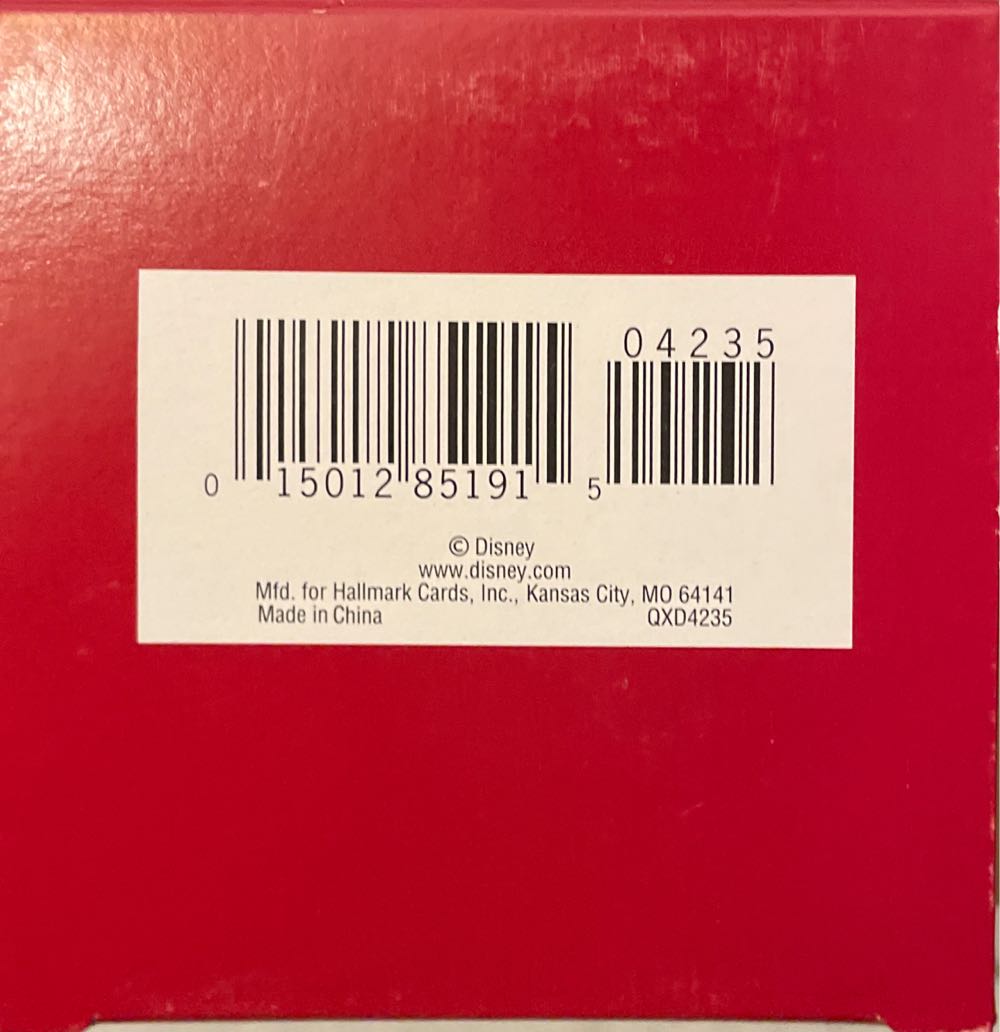 04235
0 15012 85191 5
© Disney
www.disney.com
Mfd. for Hallmark Cards, Inc., Kansas City, MO 64141
Made in China QXD4235